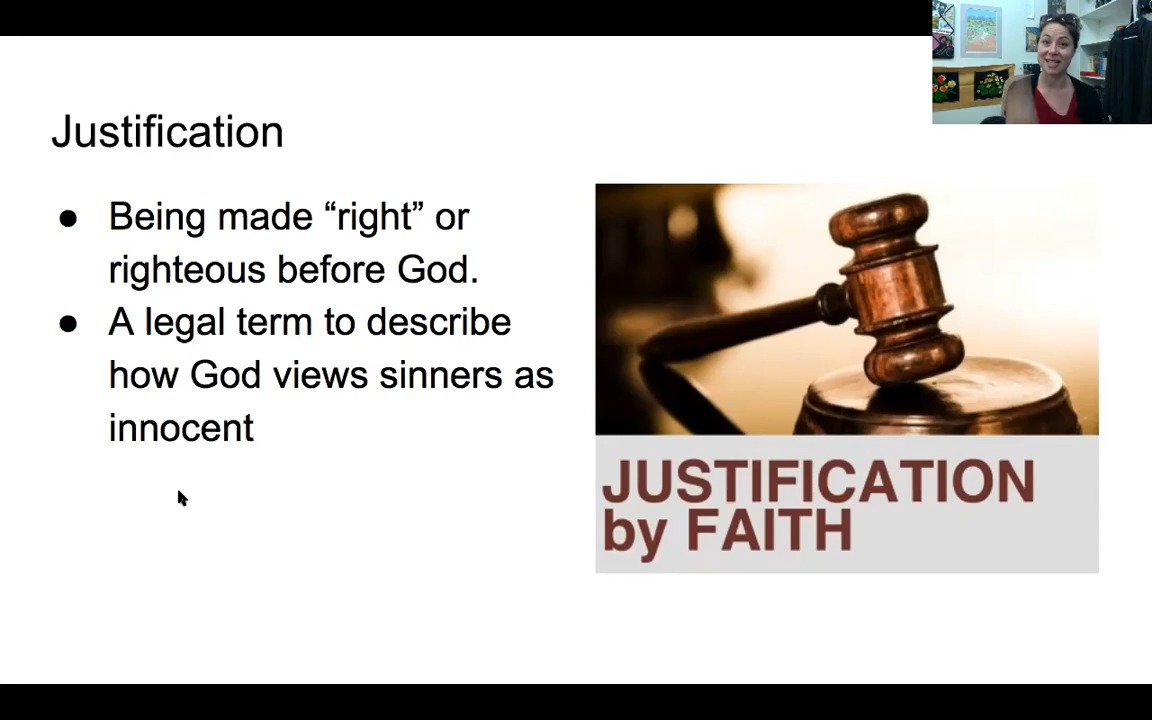 Justification
● Being made “right” or
righteous before God.
● A legal term to describe
how God views sinners as
innocent
JUSTIFICATION
by FAITH